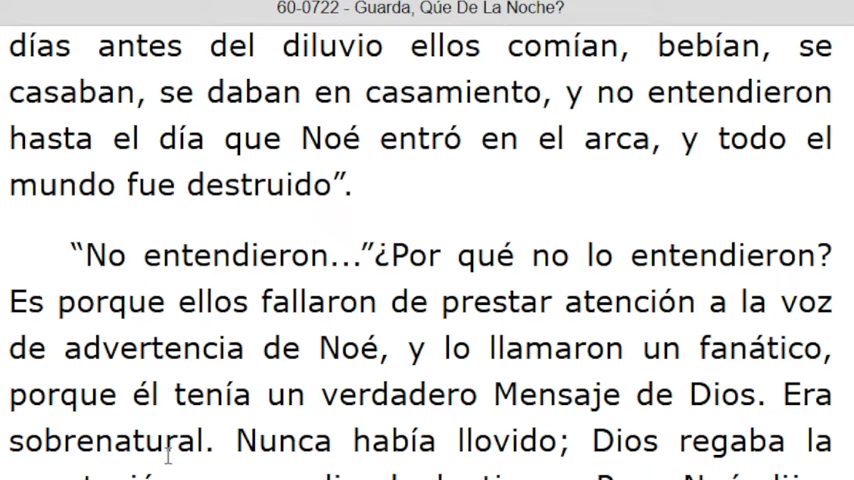 60-0722 - Guarda, Qúe De La Noche?
días antes del diluvio ellos comían, bebían, se
casaban, se daban en casamiento, y no entendieron
hasta el día que Noé entró en el arca, y todo el
mundo fue destruido”.
“No entendieron...”¿Por qué no lo entendieron?
Es porque ellos fallaron de prestar atención a la voz
de advertencia de Noé, y lo llamaron un fanático,
porque él tenía un verdadero Mensaje de Dios. Era
sobrenatural. Nunca había llovido; Dios regaba la